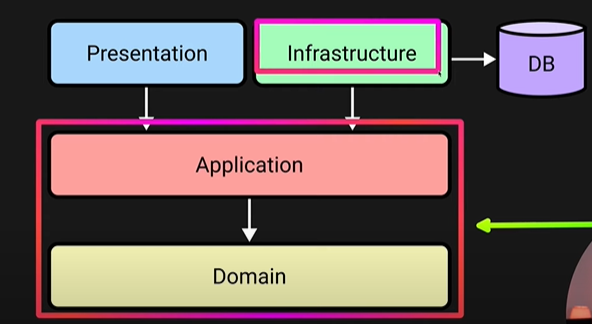 Presentation
Infrastructure
DB
Application
Domain